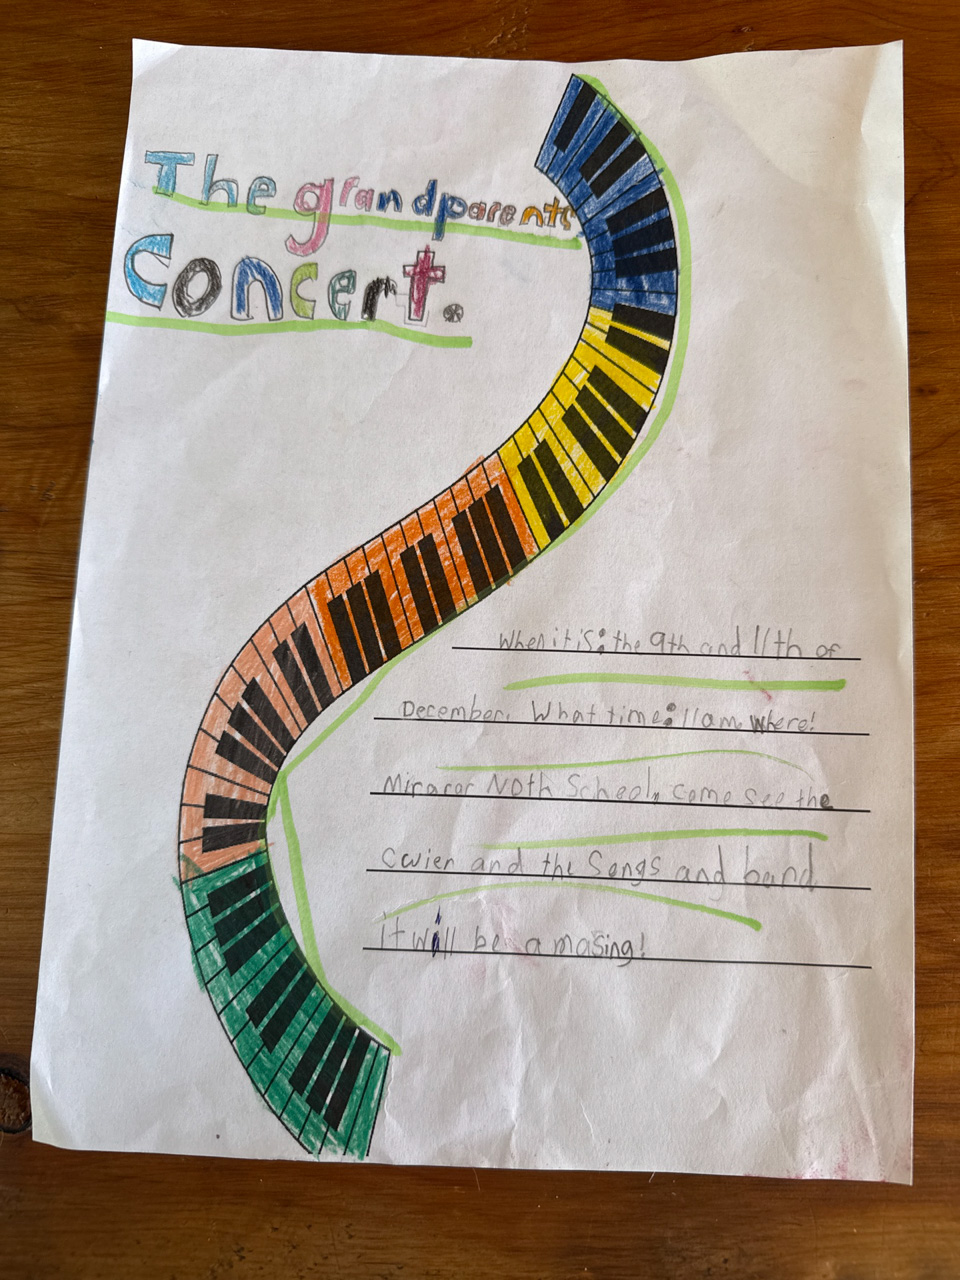 The grandparents
Concert.
When it is: the 9th and 11th of
December. What time: 11am where!
Miraror Noth School, come see the
cwier and the Songs and band
it will be amasing!